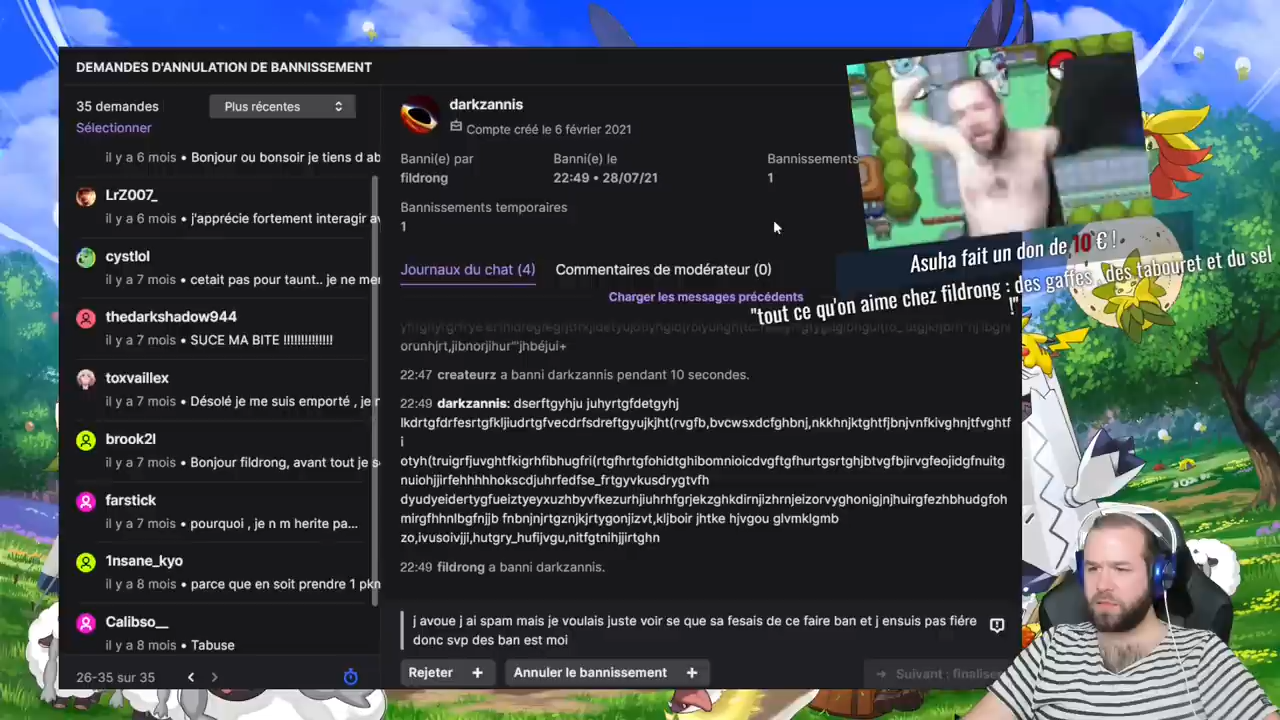 DEMANDES D'ANNULATION DE BANNISSEMENT
35 demandes
Plus récentes
Sélectionner
il y a 6 mois • Bonjour ou bonsoir je tiens d ab
LrZ007_
il y a 6 mois • j'apprécie fortement interagir av
cystlol
il y a 7 mois • cetait pas pour taunt.. je ne mer
thedarkshadow944
il y a 7 mois • SUCE MA BITE !!!!!!!!!!!!!
toxvaillex
il y a 7 mois • Désolé je me suis emporté , je r
brook2l
il y a 7 mois • Bonjour fildrong, avant tout je s
farstick
il y a 7 mois • pourquoi , je n m herite pa...
1nsane_kyo
il y a 8 mois • parce que en soit prendre 1 pkn
Calibso__
il y a 8 mois • Tabuse
26-35 sur 35
darkzannis
Compte créé le 6 février 2021
Banni(e) par
fildrong
Banni(e) le
22:49 • 28/07/21
Bannissements
1
Bannissements temporaires
1
Journaux du chat (4)
Commentaires de modérateur (0)
Charger les messages précédents
orunhjrt,jibnorjihur'"jhbéjui+
22:47 createurz a banni darkzannis pendant 10 secondes.
22:49 darkzannis: dserftgyhju juhyrtgfdetgyhj
lkdrtgfdrfesrtgfkljiudrtgfvecdrfsdreftgyujkjht(rvgfb,bvcwsxdcfghbnj,nkkhnjktghtfjbnjvnfkivghnjtfvghtf
i
otyh(truigrfjuvghtfkigrhfibhugfri(rtgfhrtgfohidtghibomnioicdvgftgfhurtgsrtghjbtvgfbjirvgfeojidgfnuitg
nuiohjjirfehhhhokscdjuhrfedfse_frtgyvkusdrygtvfh
dyudyeidertygfueiztyeyxuzhbyvfkezurhjiuhrhfgrjekzghkdirnjizhrnjeizorvyghonigjnjhuirgfezhbhudgfoh
mirgfhhnlbgfnjjb fnbnjnjrtgznjkjrtygonjizvt,kljboir jhtke hjvgou glvmklgmb
zo,ivusoivjji,hutgry_hufijvgu,nitfgtnihjjirtghn
22:49 fildrong a banni darkzannis.
j avoue j ai spam mais je voulais juste voir se que sa fesais de ce faire ban et j ensuis pas fiére
donc svp des ban est moi
Rejeter
Annuler le bannissement
Suivant : finalise
Asuha fait un don de 10 € !
"tout ce qu'on aime chez fildrong : des gaffes , des tabouret et du sel
!"